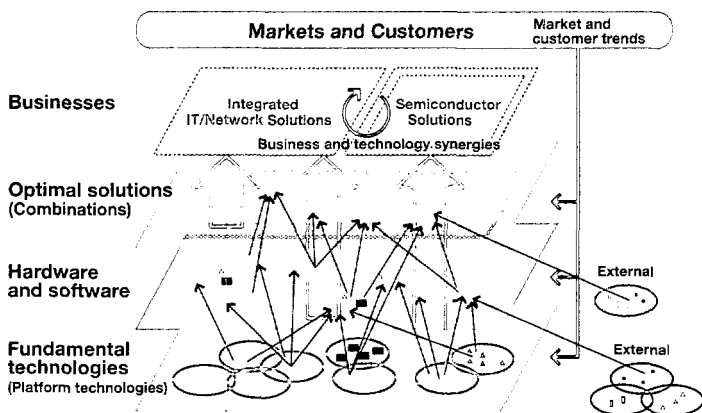 Markets and Customers
Market and
customer trends
Businesses
Integrated
IT/Network Solutions
Semiconductor
Solutions
Business and technology synergies
Optimal solutions
(Combinations)
Hardware
and software
External
Fundamental
technologies
(Platform technologies)
External